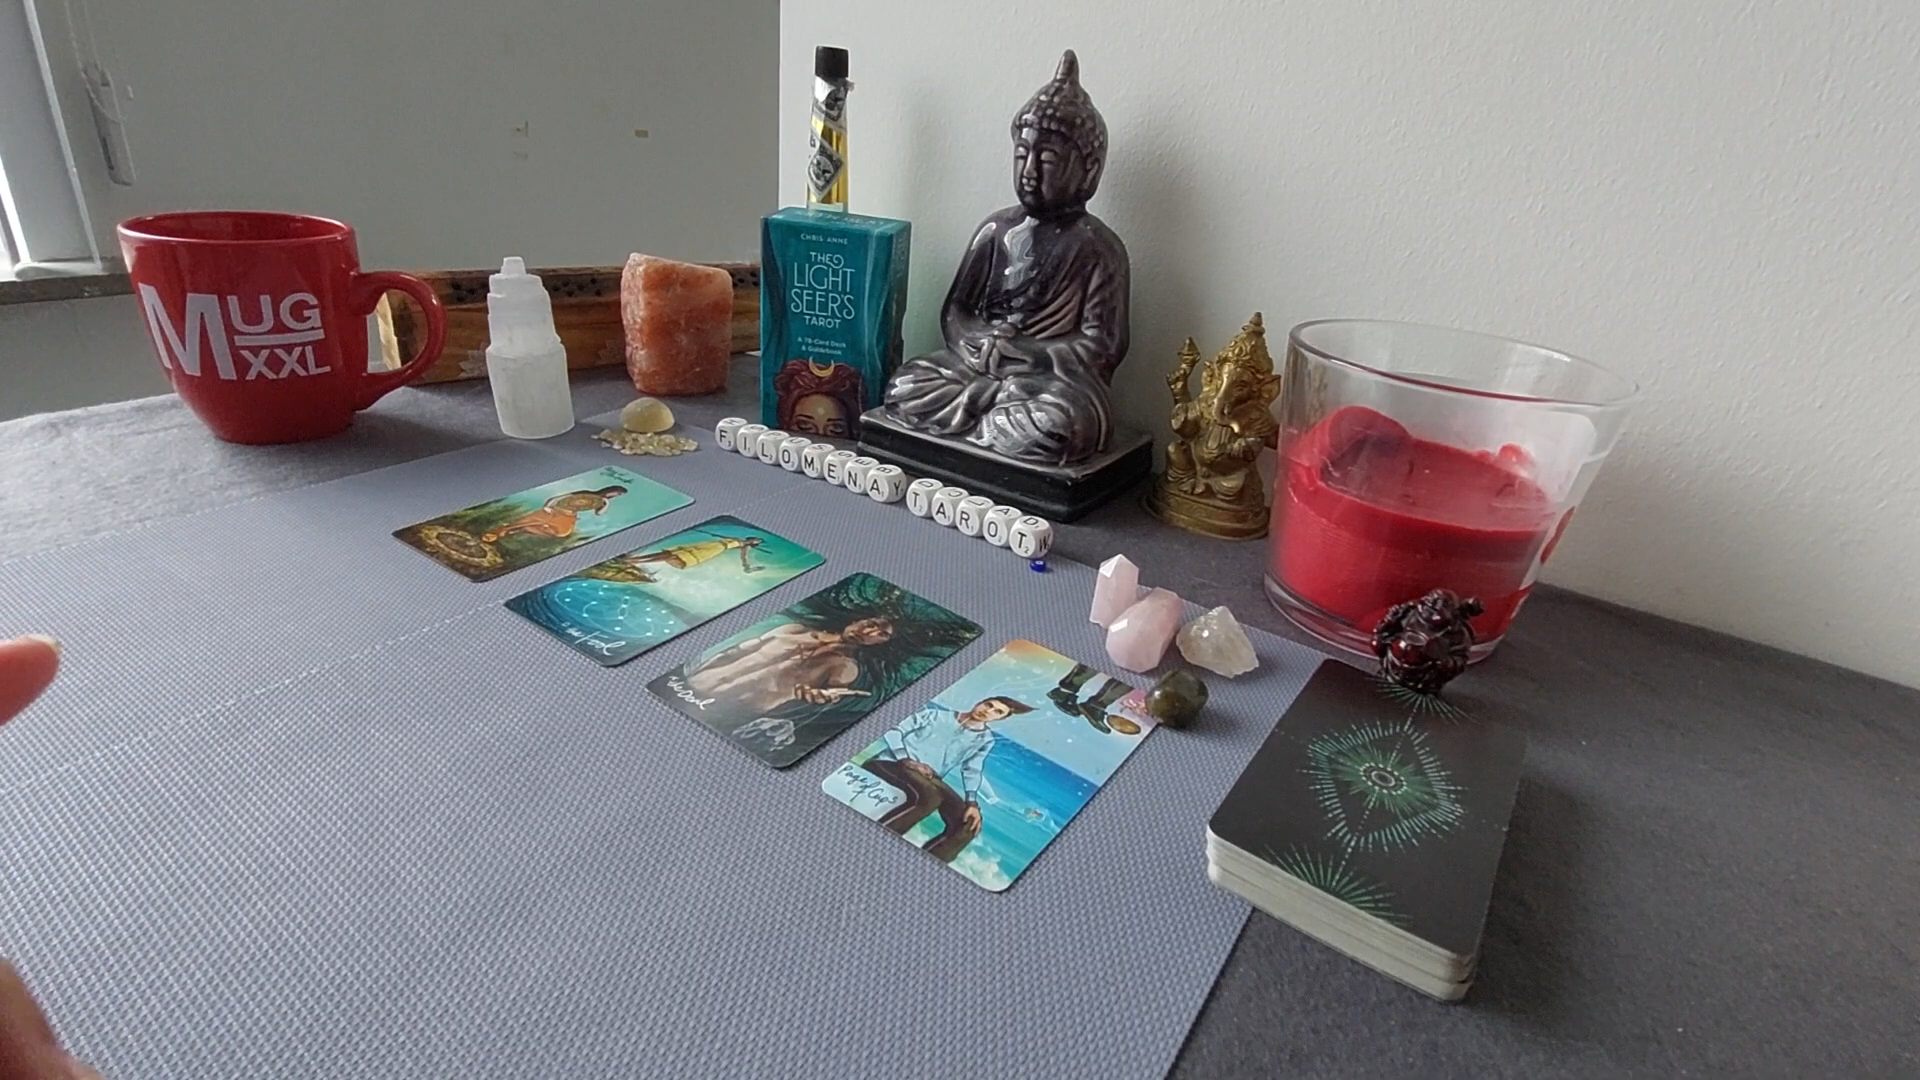 MUG
XXL
CHRIS-ANNE
THE
LIGHT
SEER'S
TAROT
A 78-Card Deck
& Guidebook
FILOMENAYTAROT
The Fool
The Devil
Page of Cups